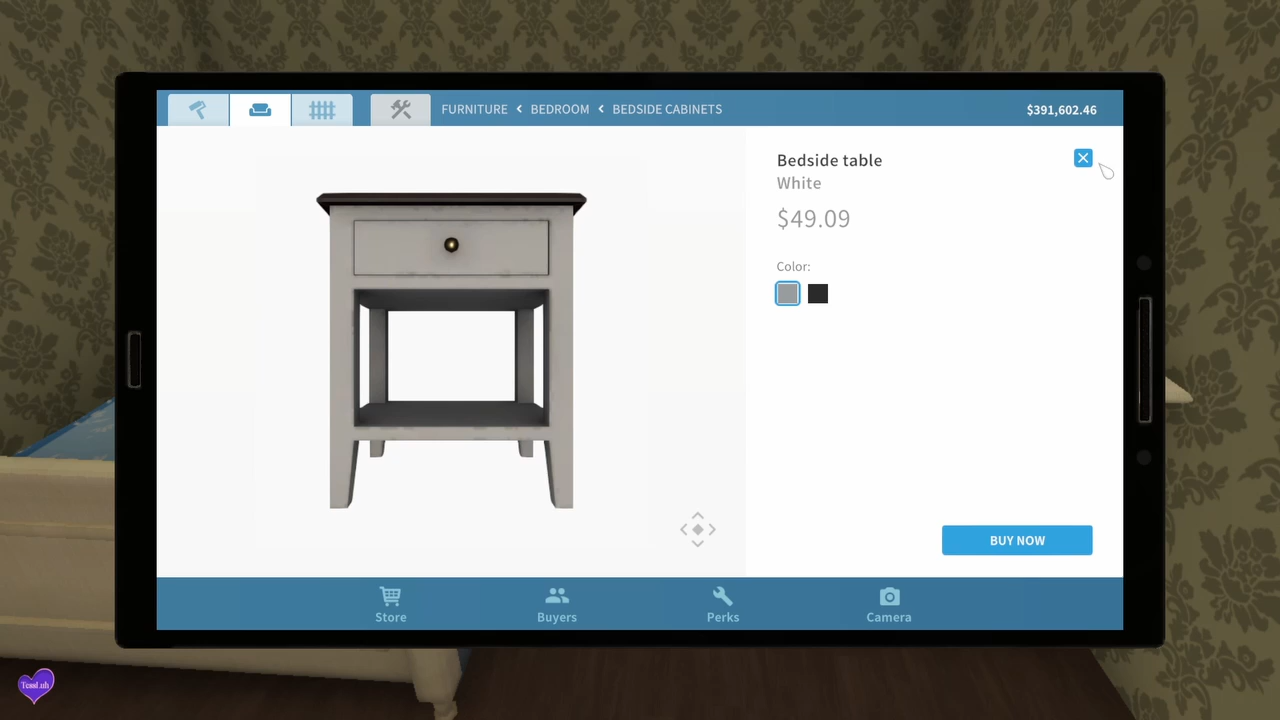 FURNITURE < BEDROOM < BEDSIDE CABINETS
$391,602.46
Bedside table
White
$49.09
Color:
BUY NOW
Store
Buyers
Perks
Camera